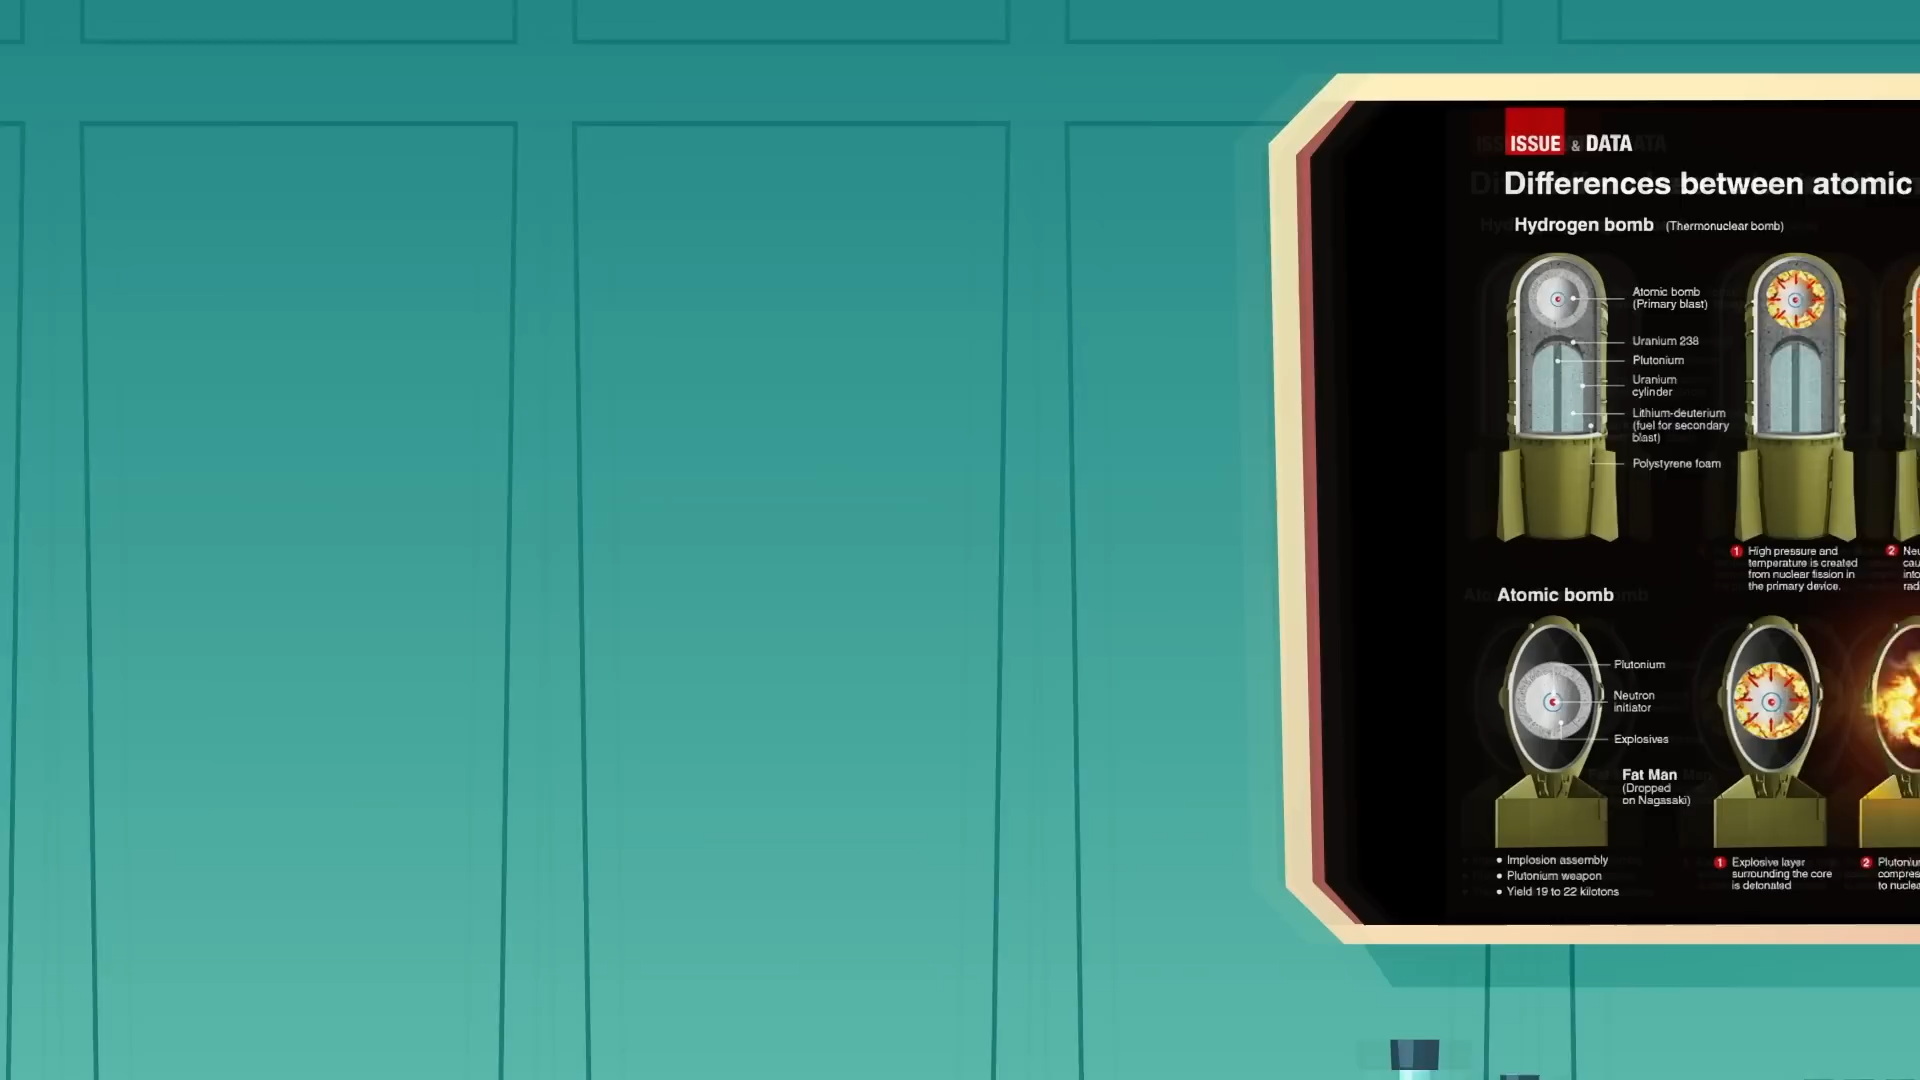 ISSUE & DATA
Differences between atomic
Hydrogen bomb (Thermonuclear bomb)
Atomic bomb
(Primary blast)
Uranium 238
Plutonium
Uranium
cylinder
Lithium-deuterium
(fuel for secondary
blast)
Polystyrene foam
1 High pressure and
temperature is created
from nuclear fission in
the primary device.
2
Atomic bomb
Plutonium
Neutron
initiator
Explosives
Fat Man
(Dropped
on Nagasaki)
• Implosion assembly
• Plutonium weapon
• Yield 19 to 22 kilotons
1 Explosive layer
surrounding the core
is detonated
2
to